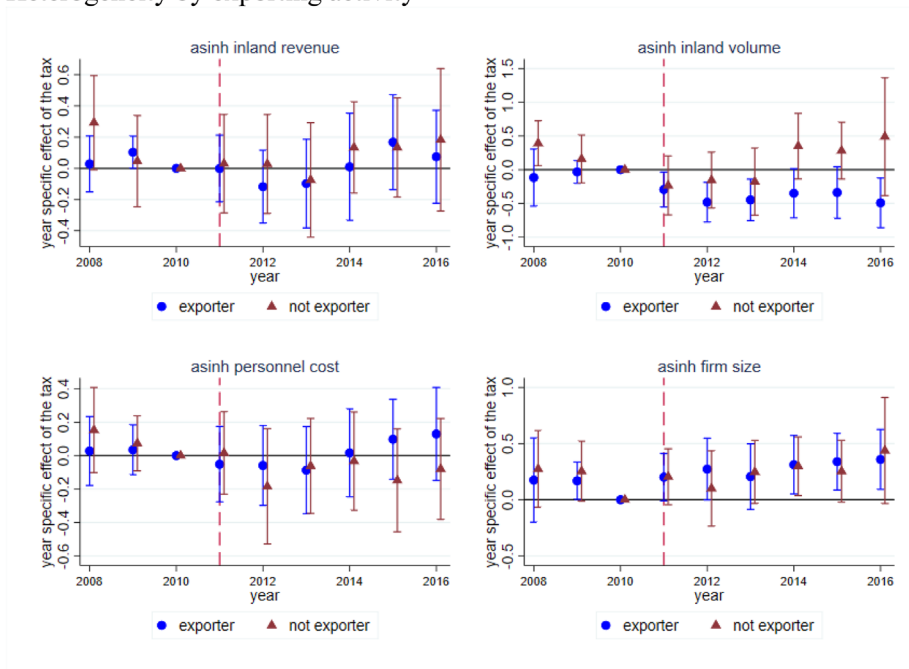 Heterogeneity by exporting activity
asinh inland revenue
year specific effect of the tax
0.6
0.4
0.2
0.0
-0.2
-0.4
2008 2010 2012 2014 2016
year
exporter not exporter
asinh inland volume
year specific effect of the tax
1.5
1.0
0.5
0.0
-0.5
-1.0
2008 2010 2012 2014 2016
year
exporter not exporter
asinh personnel cost
year specific effect of the tax
0.4
0.2
0.0
-0.2
-0.4
-0.6
2008 2010 2012 2014 2016
year
exporter not exporter
asinh firm size
year specific effect of the tax
1.0
0.5
0.0
-0.5
2008 2010 2012 2014 2016
year
exporter not exporter